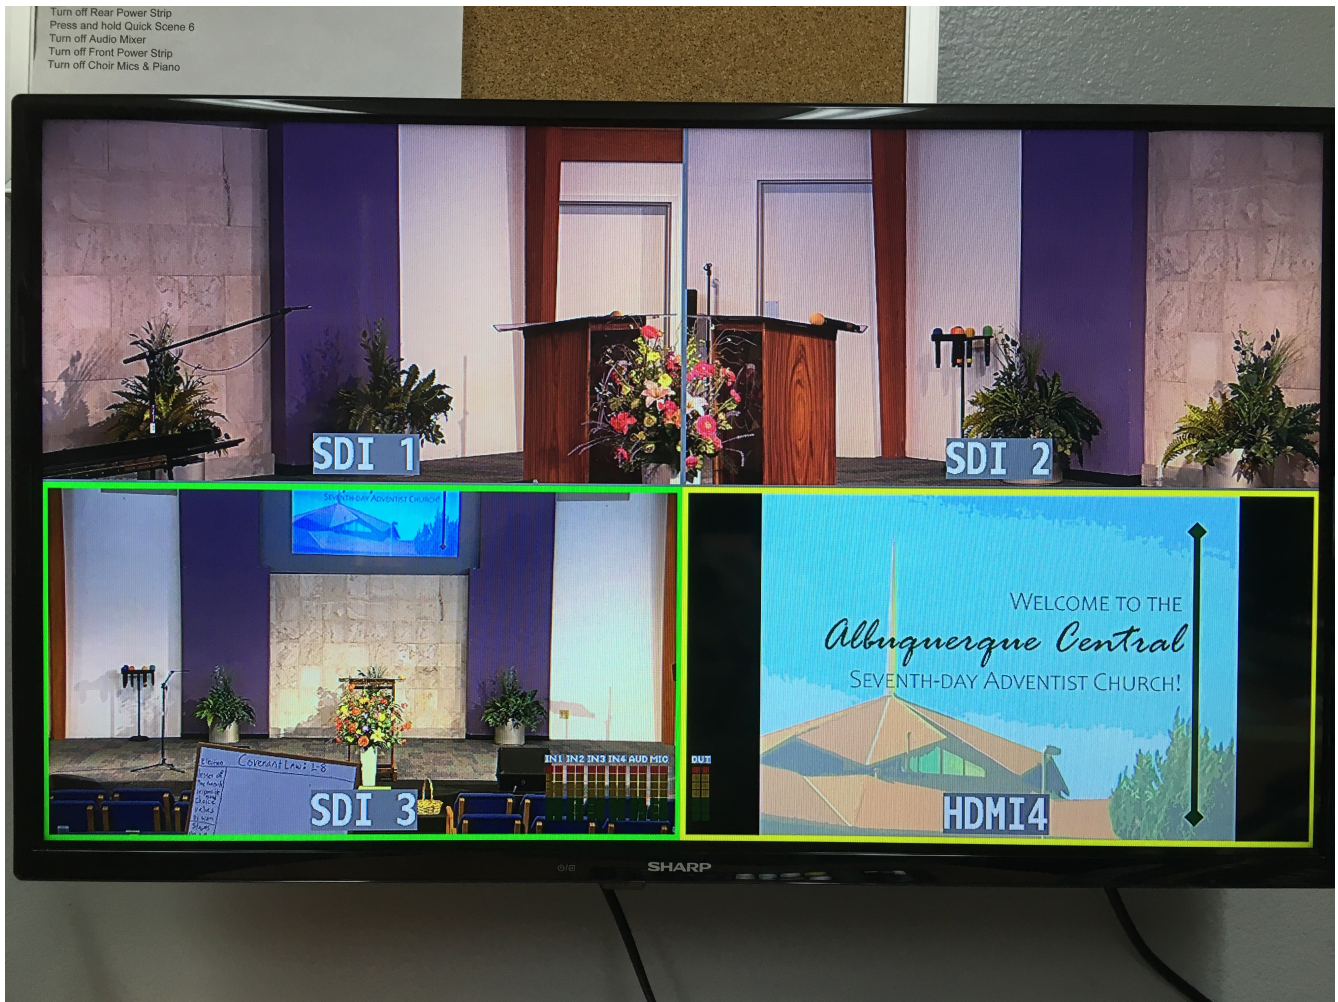 Turn off Rear Power Strip
Press and hold Quick Scene 6
Turn off Audio Mixer
Turn off Front Power Strip
Turn off Choir Mics & Piano
SDI 1
SDI 2
SEVENTH-DAY ADVENTIST CHURCH!
Covenant Law: 1-8
IN1 IN2 IN3 IN4 AUD MIC
OUT
SDI 3
WELCOME TO THE
Albuquerque Central
SEVENTH-DAY ADVENTIST CHURCH!
HDMI4
SHARP